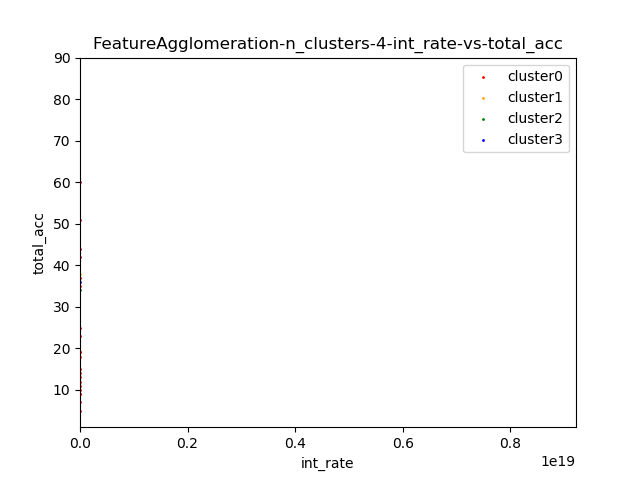 FeatureAgglomeration-n_clusters-4-int_rate-vs-total_acc
90
80
70
60
50
40
30
20
10
total_acc
cluster0
cluster1
cluster2
cluster3
0.0 0.2 0.4 0.6 0.8
1e19
int_rate